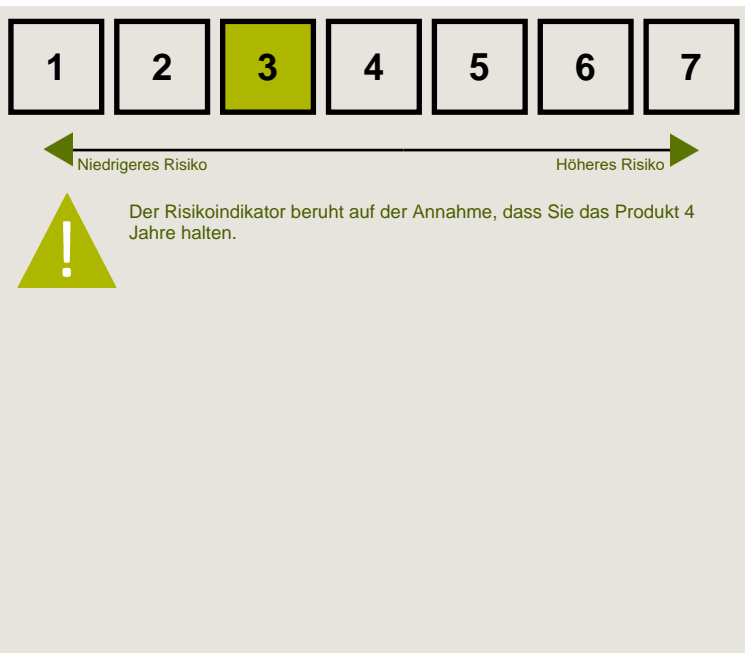 1 2 3 4 5 6 7
Niedrigeres Risiko Höheres Risiko
!
Der Risikoindikator beruht auf der Annahme, dass Sie das Produkt 4
Jahre halten.